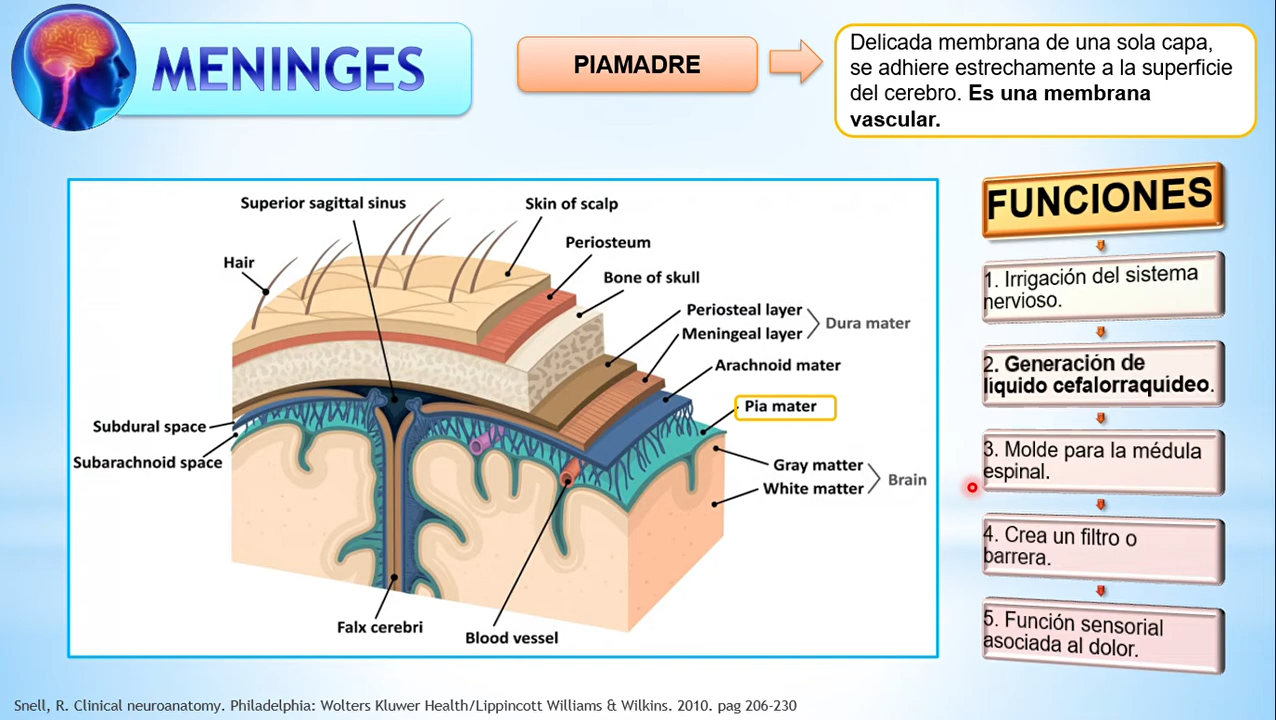 MENINGES
PIAMADRE
Delicada membrana de una sola capa,
se adhiere estrechamente a la superficie
del cerebro. Es una membrana
vascular.
Superior sagittal sinus
Skin of scalp
Periosteum
Hair
Bone of skull
Periosteal layer
Meningeal layer
Dura mater
Arachnoid mater
Pia mater
Subdural space
Subarachnoid space
Gray matter
White matter
Brain
Falx cerebri
Blood vessel
FUNCIONES
1. Irrigación del sistema
nervioso.
2. Generación de
liquido cefalorraquideo.
3. Molde para la médula
espinal.
4. Crea un filtro o
barrera.
5. Función sensorial
asociada al dolor.
Snell, R. Clinical neuroanatomy. Philadelphia: Wolters Kluwer Health/Lippincott Williams & Wilkins. 2010. pag 206-230